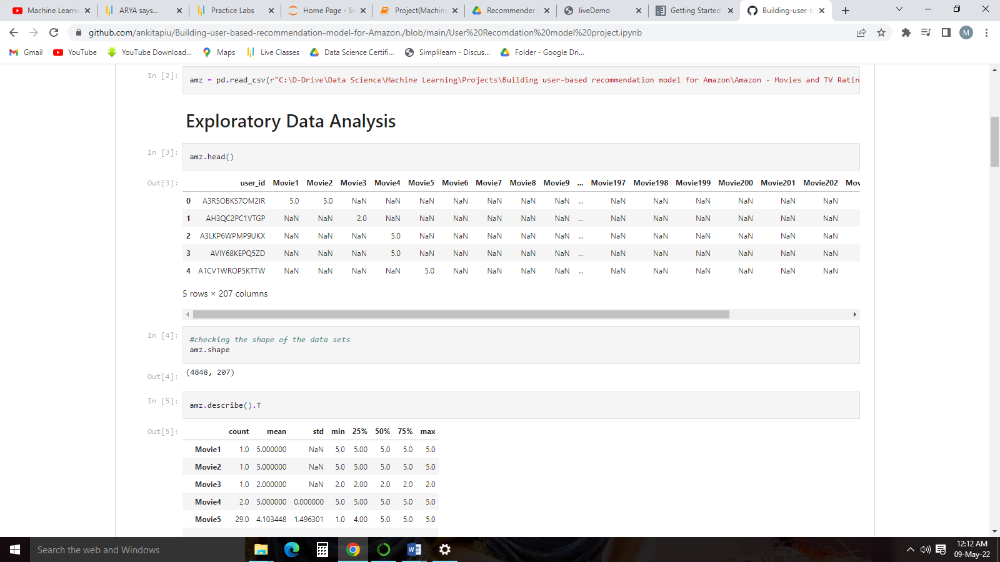 Machine Learni
ARYA says...
Practice Labs
Home Page - Se
Project(Machine
Recommender
liveDemo
Getting Started
Building-user-b
github.com/ankitapiu/Building-user-based-recommendation-model-for-Amazon./blob/main/User%20Recomdation%20model%20project.ipynb
M
Gmail
YouTube
YouTube Download...
Maps
Live Classes
Data Science Certifi...
Simplilearn - Discus...
Folder - Google Dri...
In [2]: amz = pd.read_csv(r"C:\D-Drive\Data Science\Machine Learning\Projects\Building user-based recommendation model for Amazon\Amazon - Movies and TV Ratin
Exploratory Data Analysis
In [3]: amz.head()
Out[3]: user_id Movie1 Movie2 Movie3 Movie4 Movie5 Movie6 Movie7 Movie8 Movie9 ... Movie197 Movie198 Movie199 Movie200 Movie201 Movie202 Mov
0 A3R5OBKS7OM2IR 5.0 5.0 NaN NaN NaN NaN NaN NaN NaN ... NaN NaN NaN NaN NaN NaN
1 AH3QC2PC1VTGP NaN NaN 2.0 NaN NaN NaN NaN NaN NaN ... NaN NaN NaN NaN NaN NaN
2 A3LKP6WPMP9UKX NaN NaN NaN 5.0 NaN NaN NaN NaN NaN ... NaN NaN NaN NaN NaN NaN
3 AVIY68KEPQ5ZD NaN NaN NaN 5.0 NaN NaN NaN NaN NaN ... NaN NaN NaN NaN NaN NaN
4 A1CV1WROP5KTTW NaN NaN NaN NaN 5.0 NaN NaN NaN NaN ... NaN NaN NaN NaN NaN NaN
5 rows × 207 columns
In [4]: #checking the shape of the data sets
amz.shape
Out[4]: (4848, 207)
In [5]: amz.describe().T
Out[5]: count mean std min 25% 50% 75% max
Movie1 1.0 5.000000 NaN 5.0 5.00 5.0 5.0 5.0
Movie2 1.0 5.000000 NaN 5.0 5.00 5.0 5.0 5.0
Movie3 1.0 2.000000 NaN 2.0 2.00 2.0 2.0 2.0
Movie4 2.0 5.000000 0.000000 5.0 5.00 5.0 5.0 5.0
Movie5 29.0 4.103448 1.496301 1.0 4.00 5.0 5.0 5.0
Search the web and Windows
12:12 AM
09-May-22